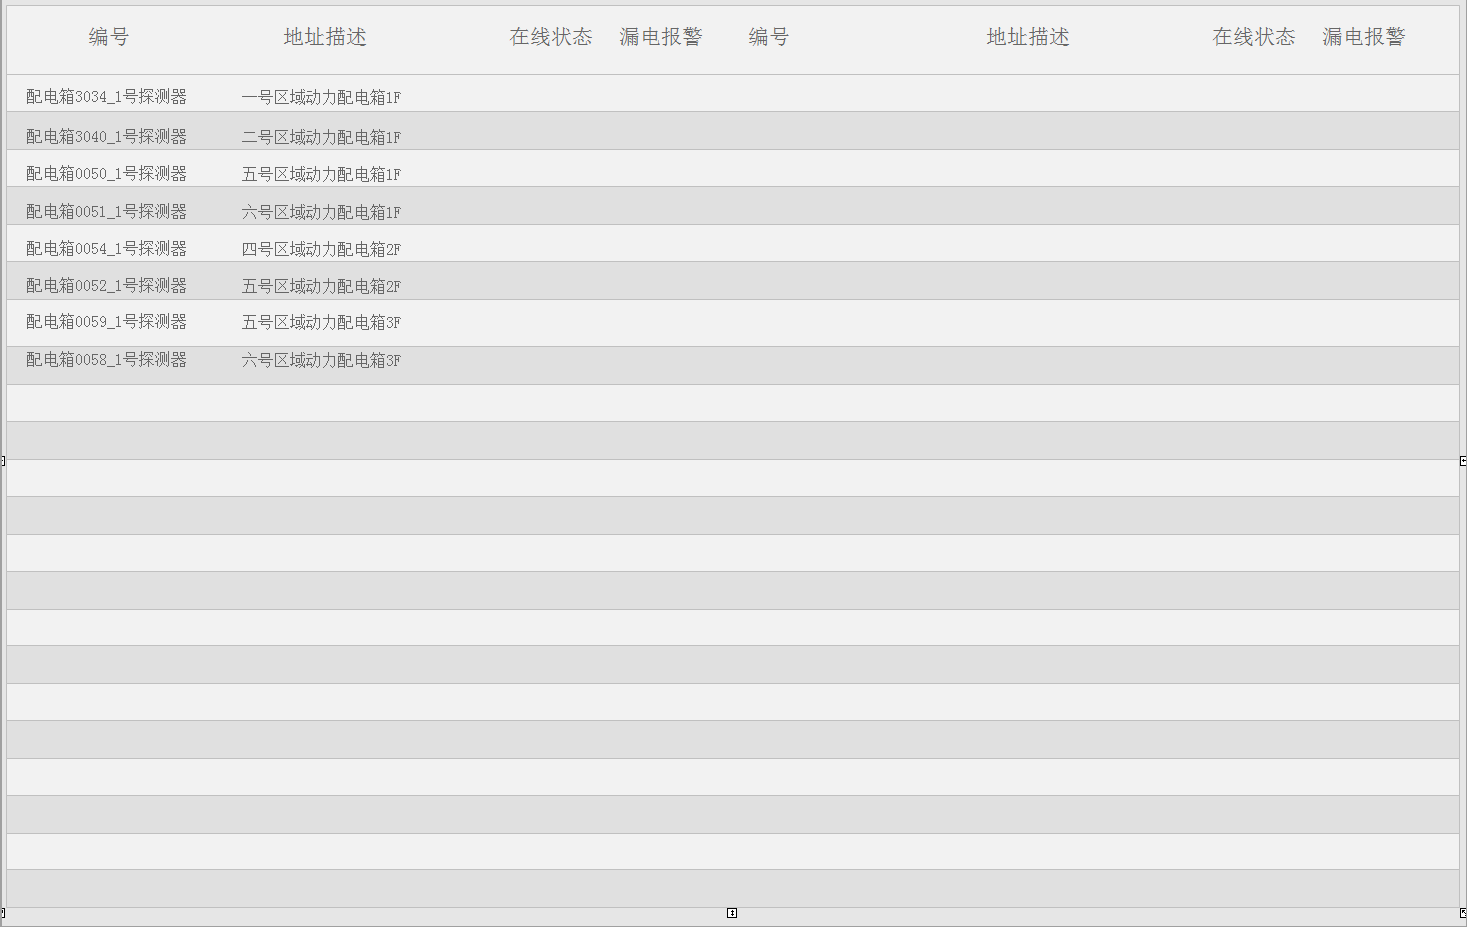 编号 地址描述 在线状态 漏电报警 编号 地址描述 在线状态 漏电报警
配电箱3034_1号探测器 一号区域动力配电箱1F
配电箱3040_1号探测器 二号区域动力配电箱1F
配电箱0050_1号探测器 五号区域动力配电箱1F
配电箱0051_1号探测器 六号区域动力配电箱1F
配电箱0054_1号探测器 四号区域动力配电箱2F
配电箱0052_1号探测器 五号区域动力配电箱2F
配电箱0059_1号探测器 五号区域动力配电箱3F
配电箱0058_1号探测器 六号区域动力配电箱3F